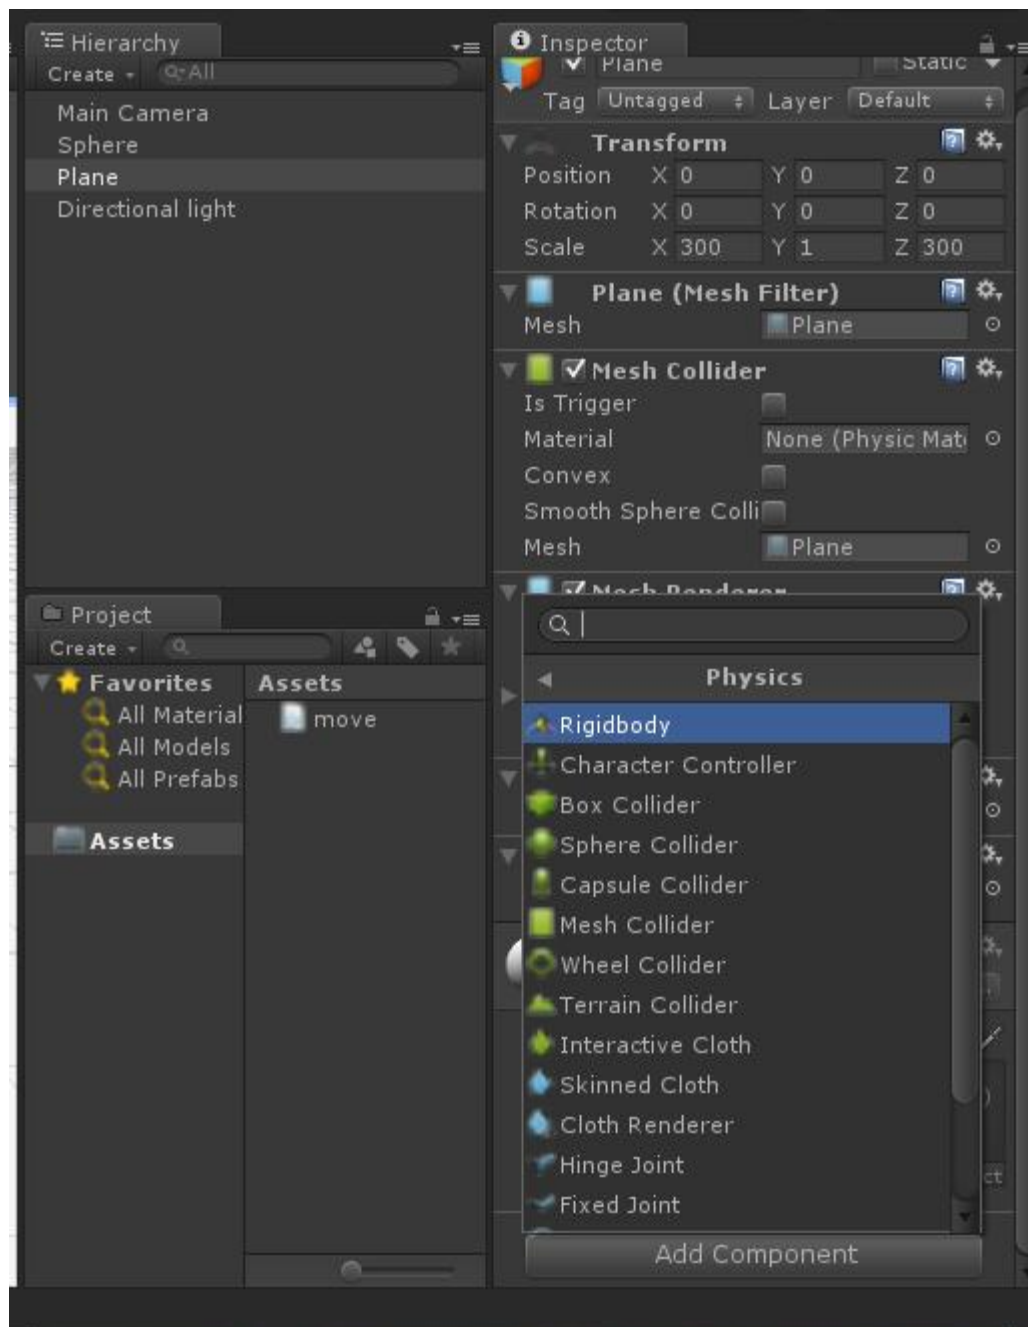 Hierarchy
Create
All
Main Camera
Sphere
Plane
Directional light
Project
Create
Favorites
All Material
All Models
All Prefabs
Assets
Assets
move
Inspector
Plane
Static
Tag Untagged Layer Default
Transform
Position X 0 Y 0 Z 0
Rotation X 0 Y 0 Z 0
Scale X 300 Y 1 Z 300
Plane (Mesh Filter)
Mesh Plane
Mesh Collider
Is Trigger
Material None (Physic Mat
Convex
Smooth Sphere Colli
Mesh Plane
Mesh Renderer
Physics
Rigidbody
Character Controller
Box Collider
Sphere Collider
Capsule Collider
Mesh Collider
Wheel Collider
Terrain Collider
Interactive Cloth
Skinned Cloth
Cloth Renderer
Hinge Joint
Fixed Joint
ct
Add Component